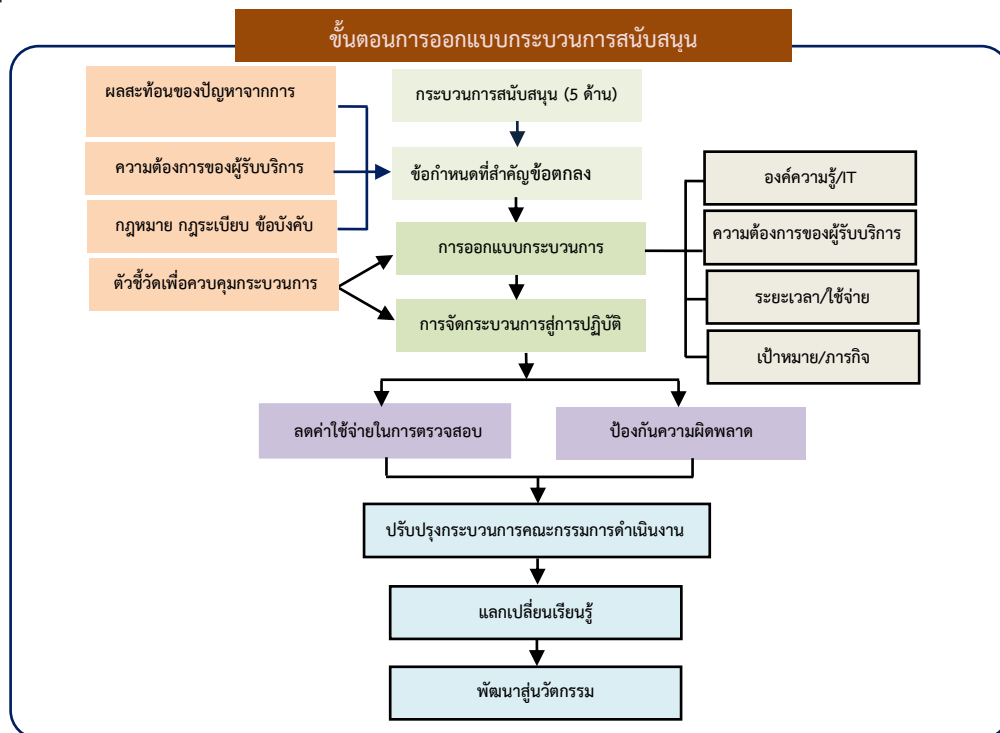 ขั้นตอนการออกแบบกระบวนการสนับสนุน
ผลสะท้อนของปัญหาจากการ
กระบวนการสนับสนุน (5 ด้าน)
ความต้องการของผู้รับบริการ
ข้อกำหนดที่สำคัญข้อตกลง
องค์ความรู้/IT
กฎหมาย กฎระเบียบ ข้อบังคับ
การออกแบบกระบวนการ
ความต้องการของผู้รับบริการ
ตัวชี้วัดเพื่อควบคุมกระบวนการ
ระยะเวลา/ใช้จ่าย
การจัดกระบวนการสู่การปฏิบัติ
เป้าหมาย/ภารกิจ
ลดค่าใช้จ่ายในการตรวจสอบ
ป้องกันความผิดพลาด
ปรับปรุงกระบวนการคณะกรรมการดำเนินงาน
แลกเปลี่ยนเรียนรู้
พัฒนาสู่นวัตกรรม